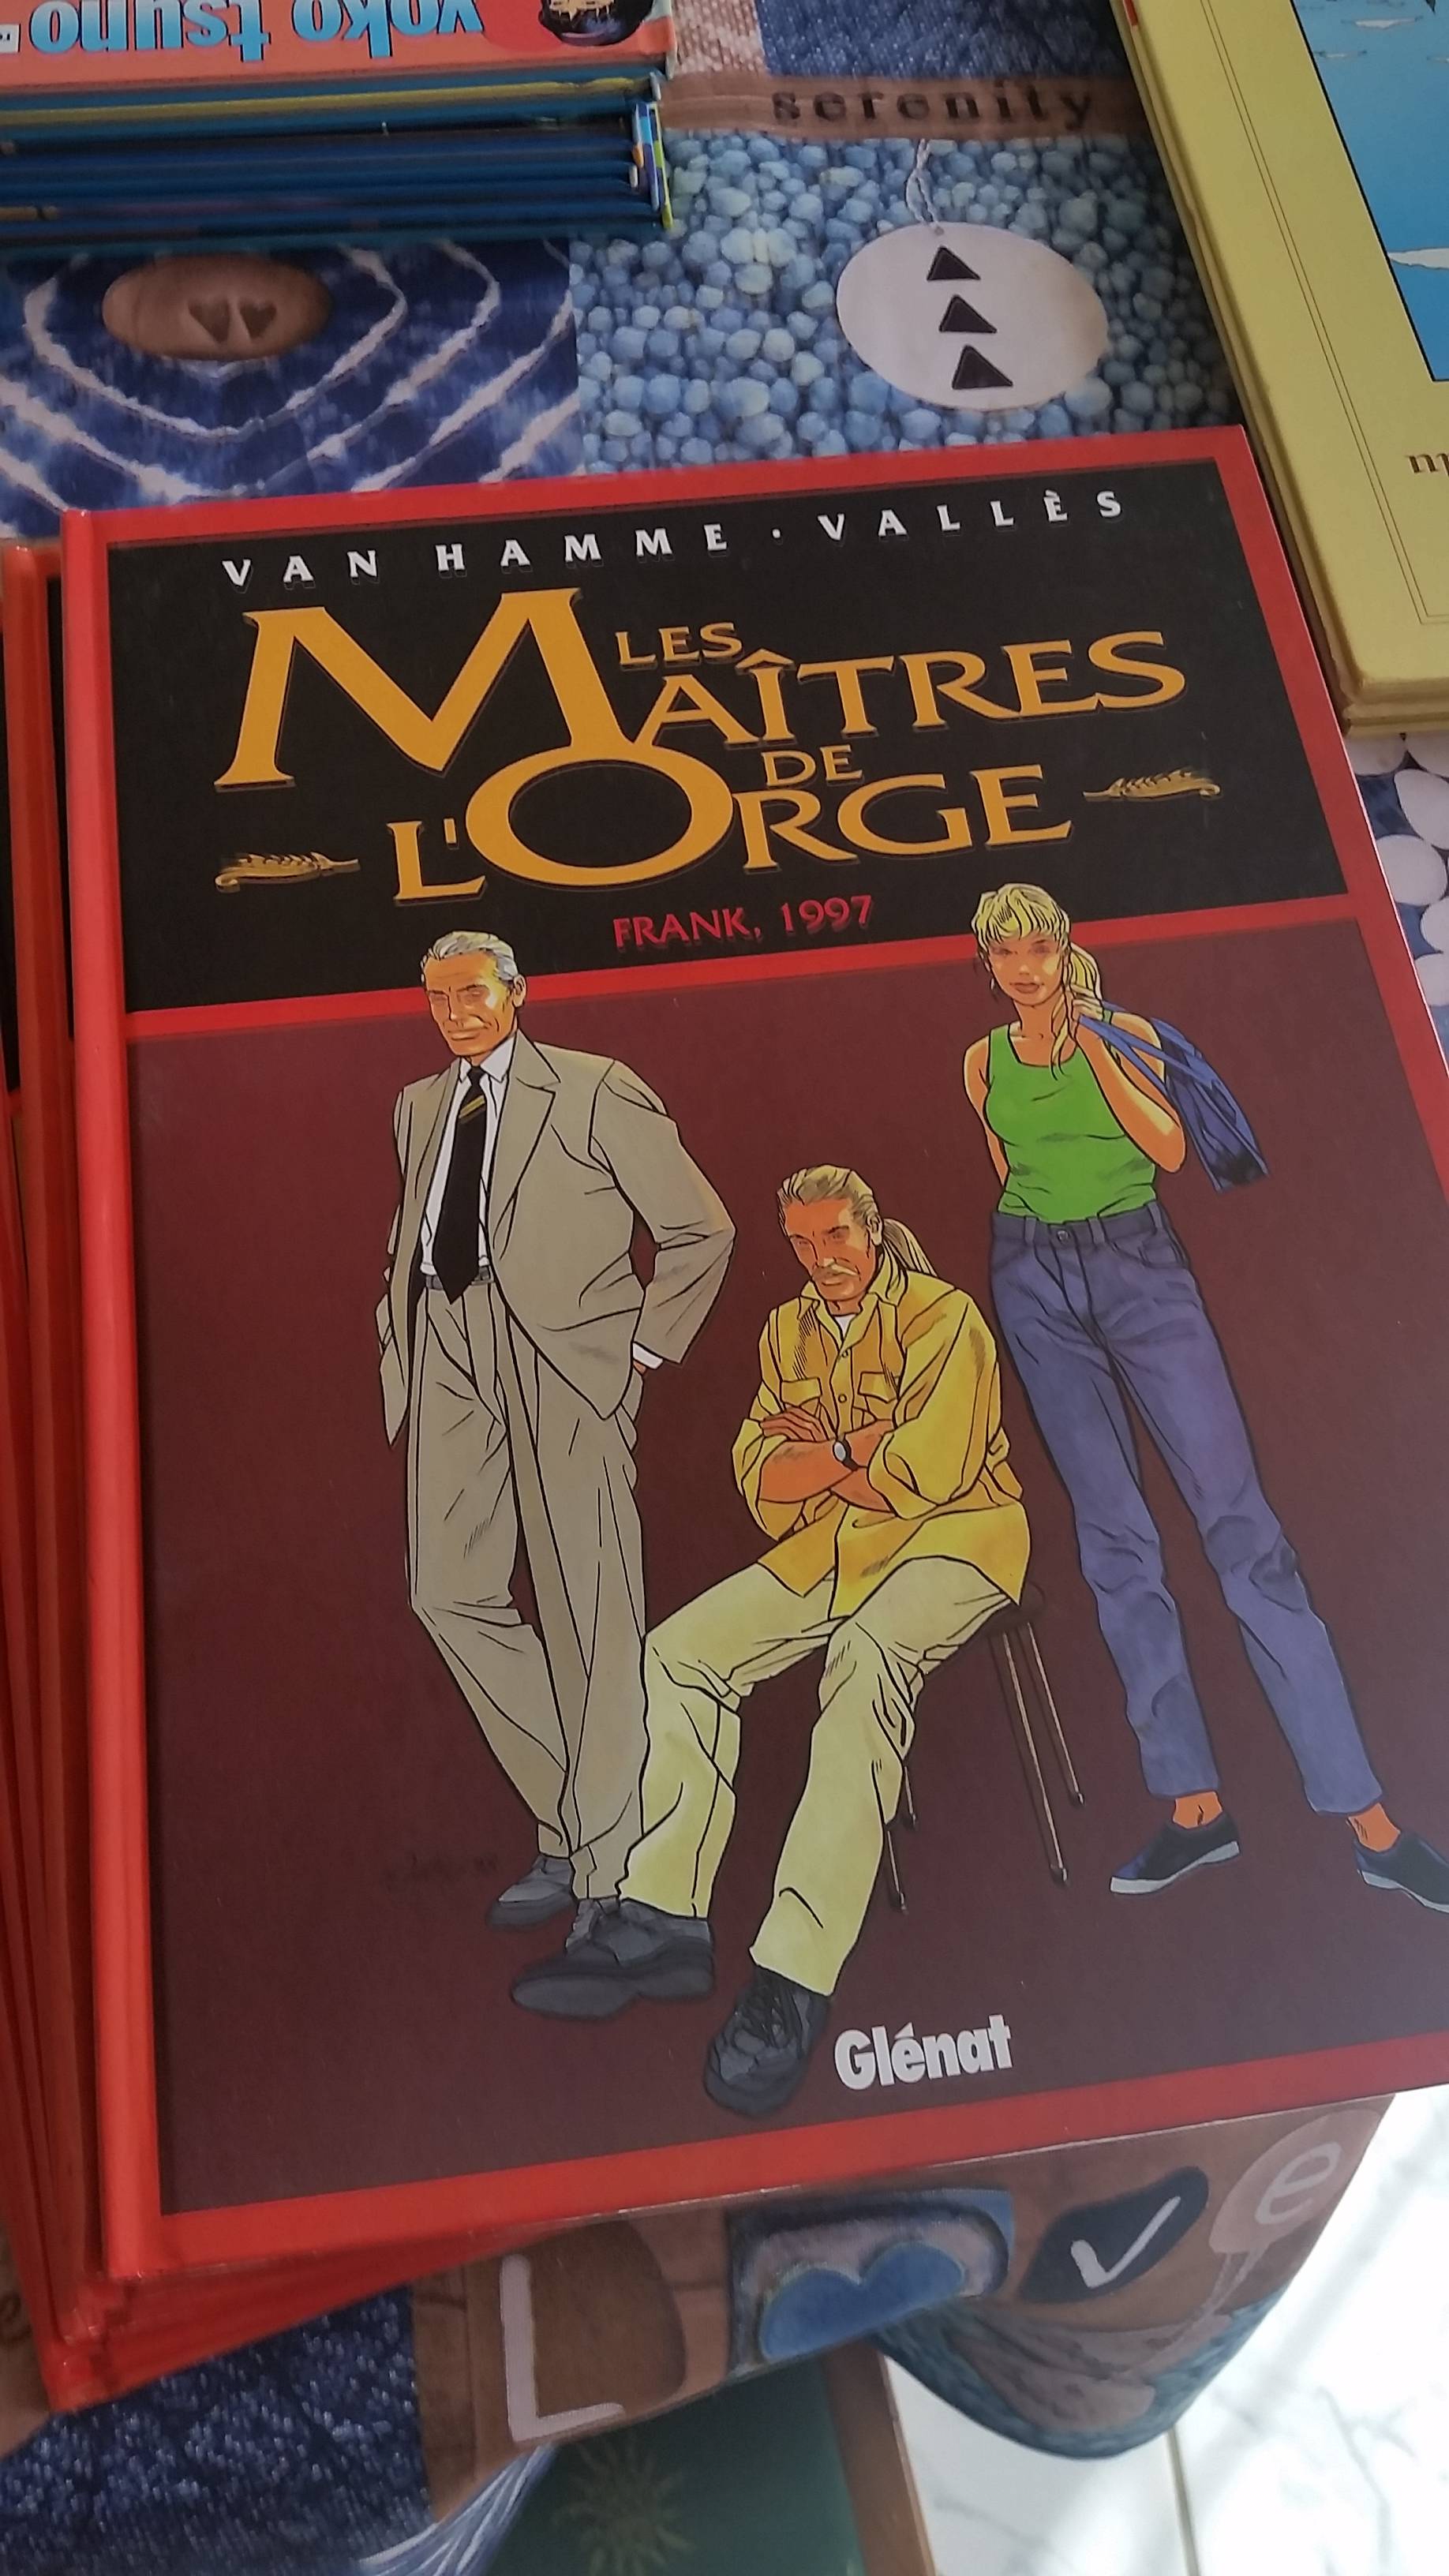 yoko tsuno
serenity
VAN HAMME · VALLÈS
LES
MAÎTRES
DE
L'ORGE
FRANK, 1997
Glénat
L
v
e